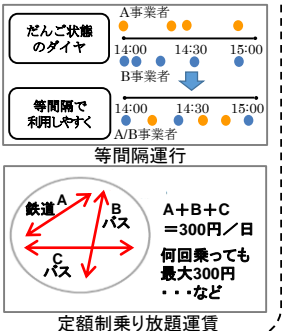 A事業者
だんご状態
のダイヤ
14:00 14:30 15:00
B事業者
等間隔で
利用しやすく
14:00 14:30 15:00
A/B事業者
等間隔運行
鉄道 A
B
バス
C
バス
A+B+C
=300円/日
何回乗っても
最大300円
・・・など
定額制乗り放題運賃